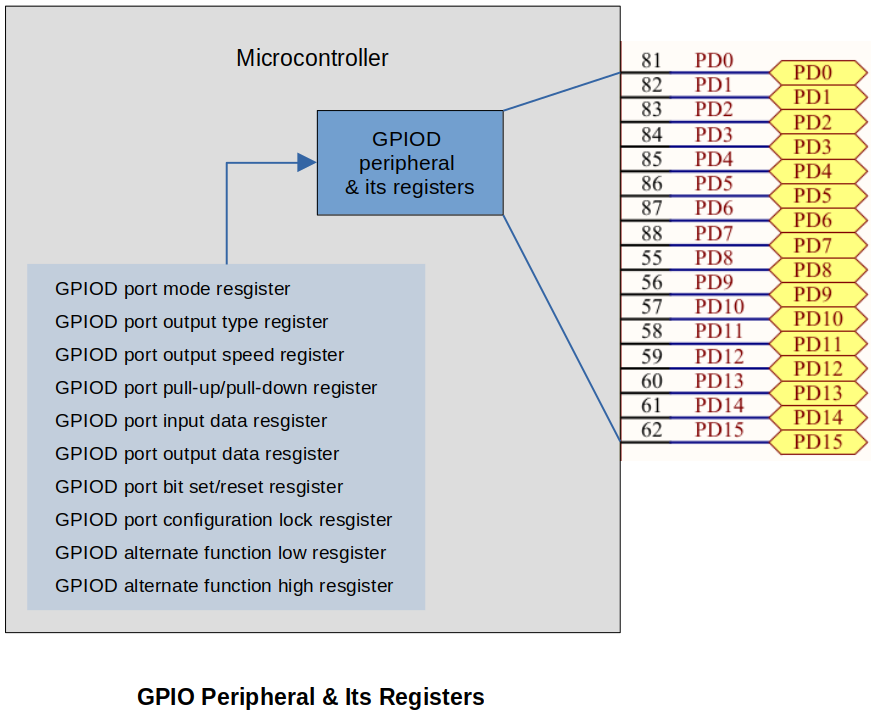 Microcontroller
GPIOD
peripheral
& its registers
GPIOD port mode resgister
GPIOD port output type register
GPIOD port output speed register
GPIOD port pull-up/pull-down register
GPIOD port input data resgister
GPIOD port output data resgister
GPIOD port bit set/reset resgister
GPIOD port configuration lock resgister
GPIOD alternate function low resgister
GPIOD alternate function high resgister
81 PD0 PD0
82 PD1 PD1
83 PD2 PD2
84 PD3 PD3
85 PD4 PD4
86 PD5 PD5
87 PD6 PD6
88 PD7 PD7
55 PD8 PD8
56 PD9 PD9
57 PD10 PD10
58 PD11 PD11
59 PD12 PD12
60 PD13 PD13
61 PD14 PD14
62 PD15 PD15
GPIO Peripheral & Its Registers